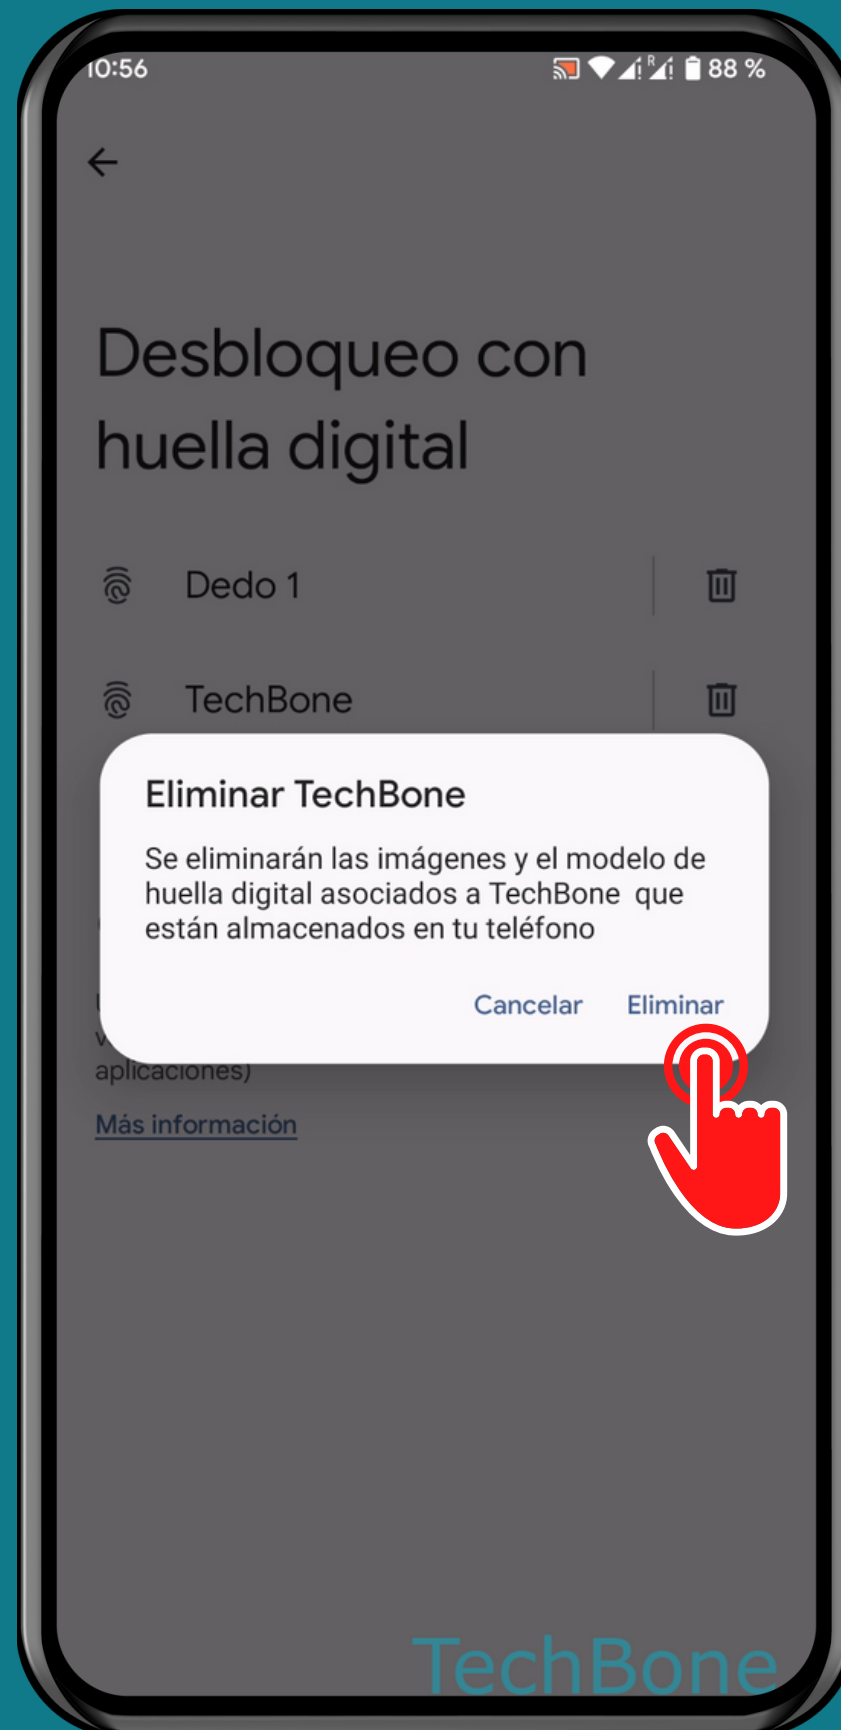 10:56
R
88 %
Desbloqueo con
huella digital
Dedo 1
TechBone
Eliminar TechBone
Se eliminarán las imágenes y el modelo de
huella digital asociados a TechBone que
están almacenados en tu teléfono
Cancelar Eliminar
aplicaciones)
Más información
TechBone